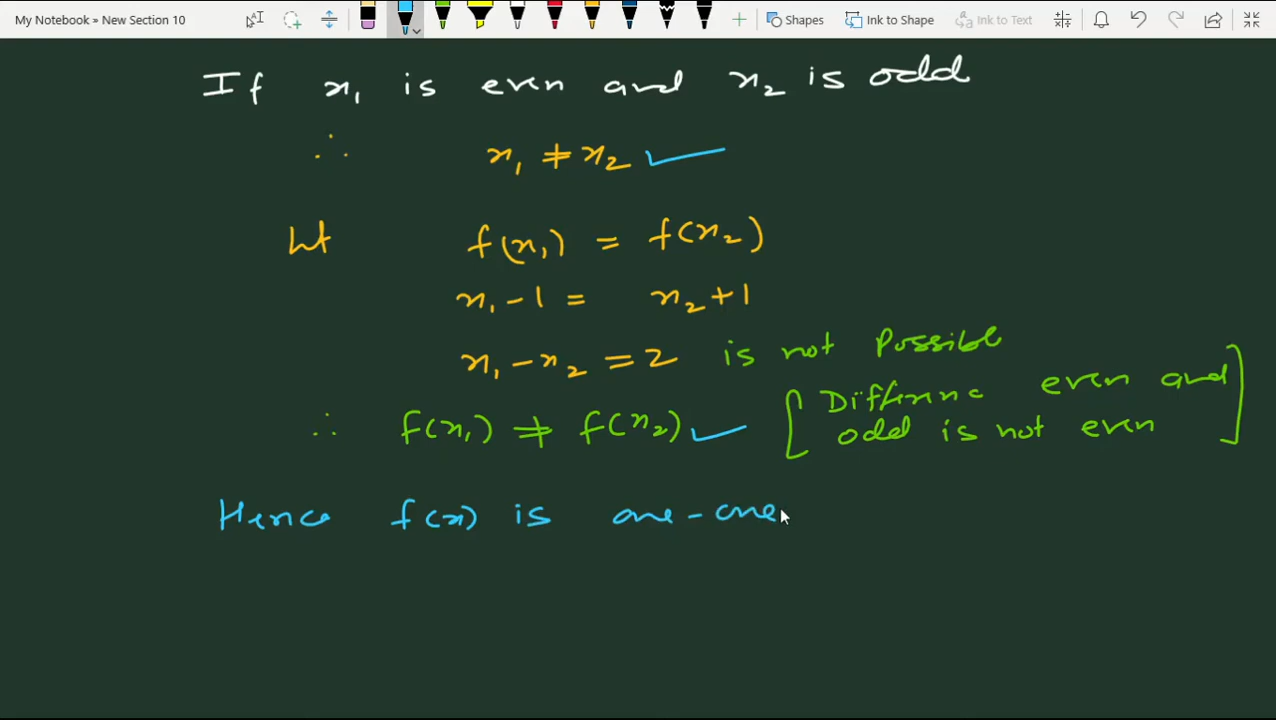 My Notebook » New Section 10
Shapes
Ink to Shape
Ink to Text
If x₁ is even and x₂ is odd
∴ x₁ ≠ x₂ ✓
Let f(x₁) = f(x₂)
x₁ - 1 = x₂ + 1
x₁ - x₂ = 2 is not Possible
∴ f(x₁) ≠ f(x₂) ✓ [Difference even and
odd is not even]
Hence f(x) is one-one